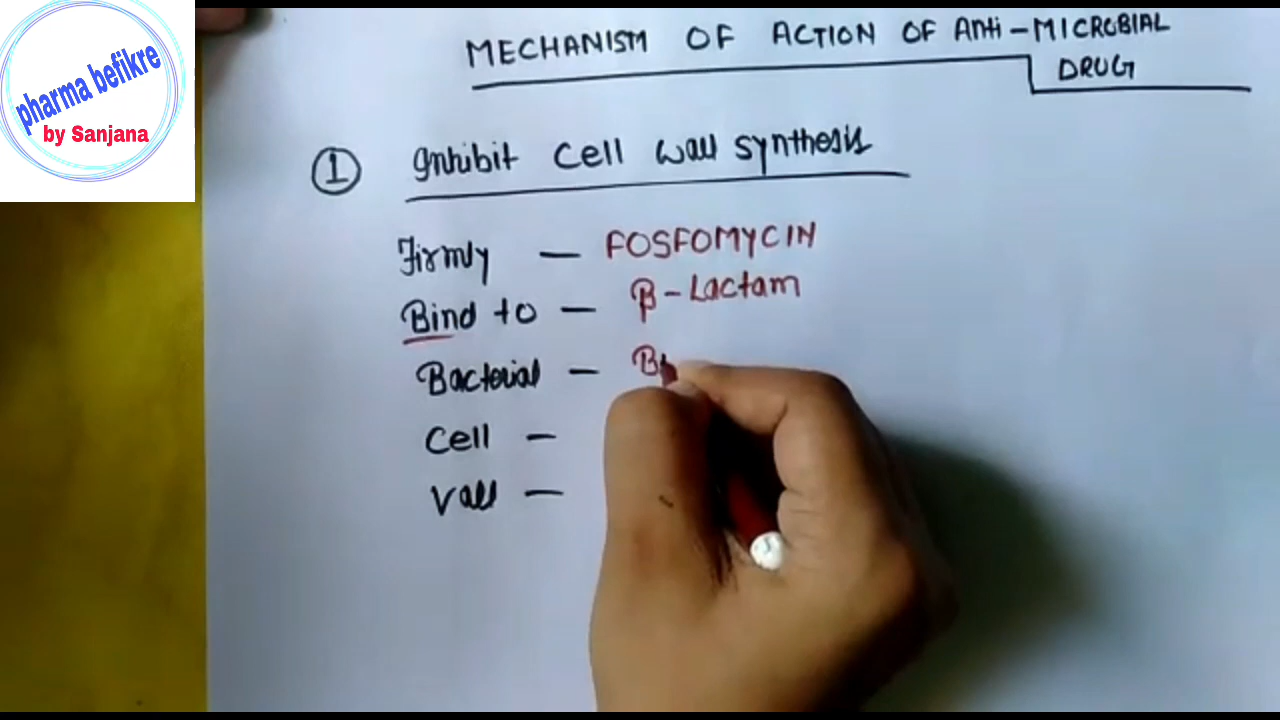 pharma befikre
by Sanjana
MECHANISM OF ACTION OF Anti-MICROBIAL
DRUG
1 Inhibit Cell wall synthesis
Firmly — FOSFOMYCIN
Bind to — β-Lactam
Bacterial —
Cell —
Vall —